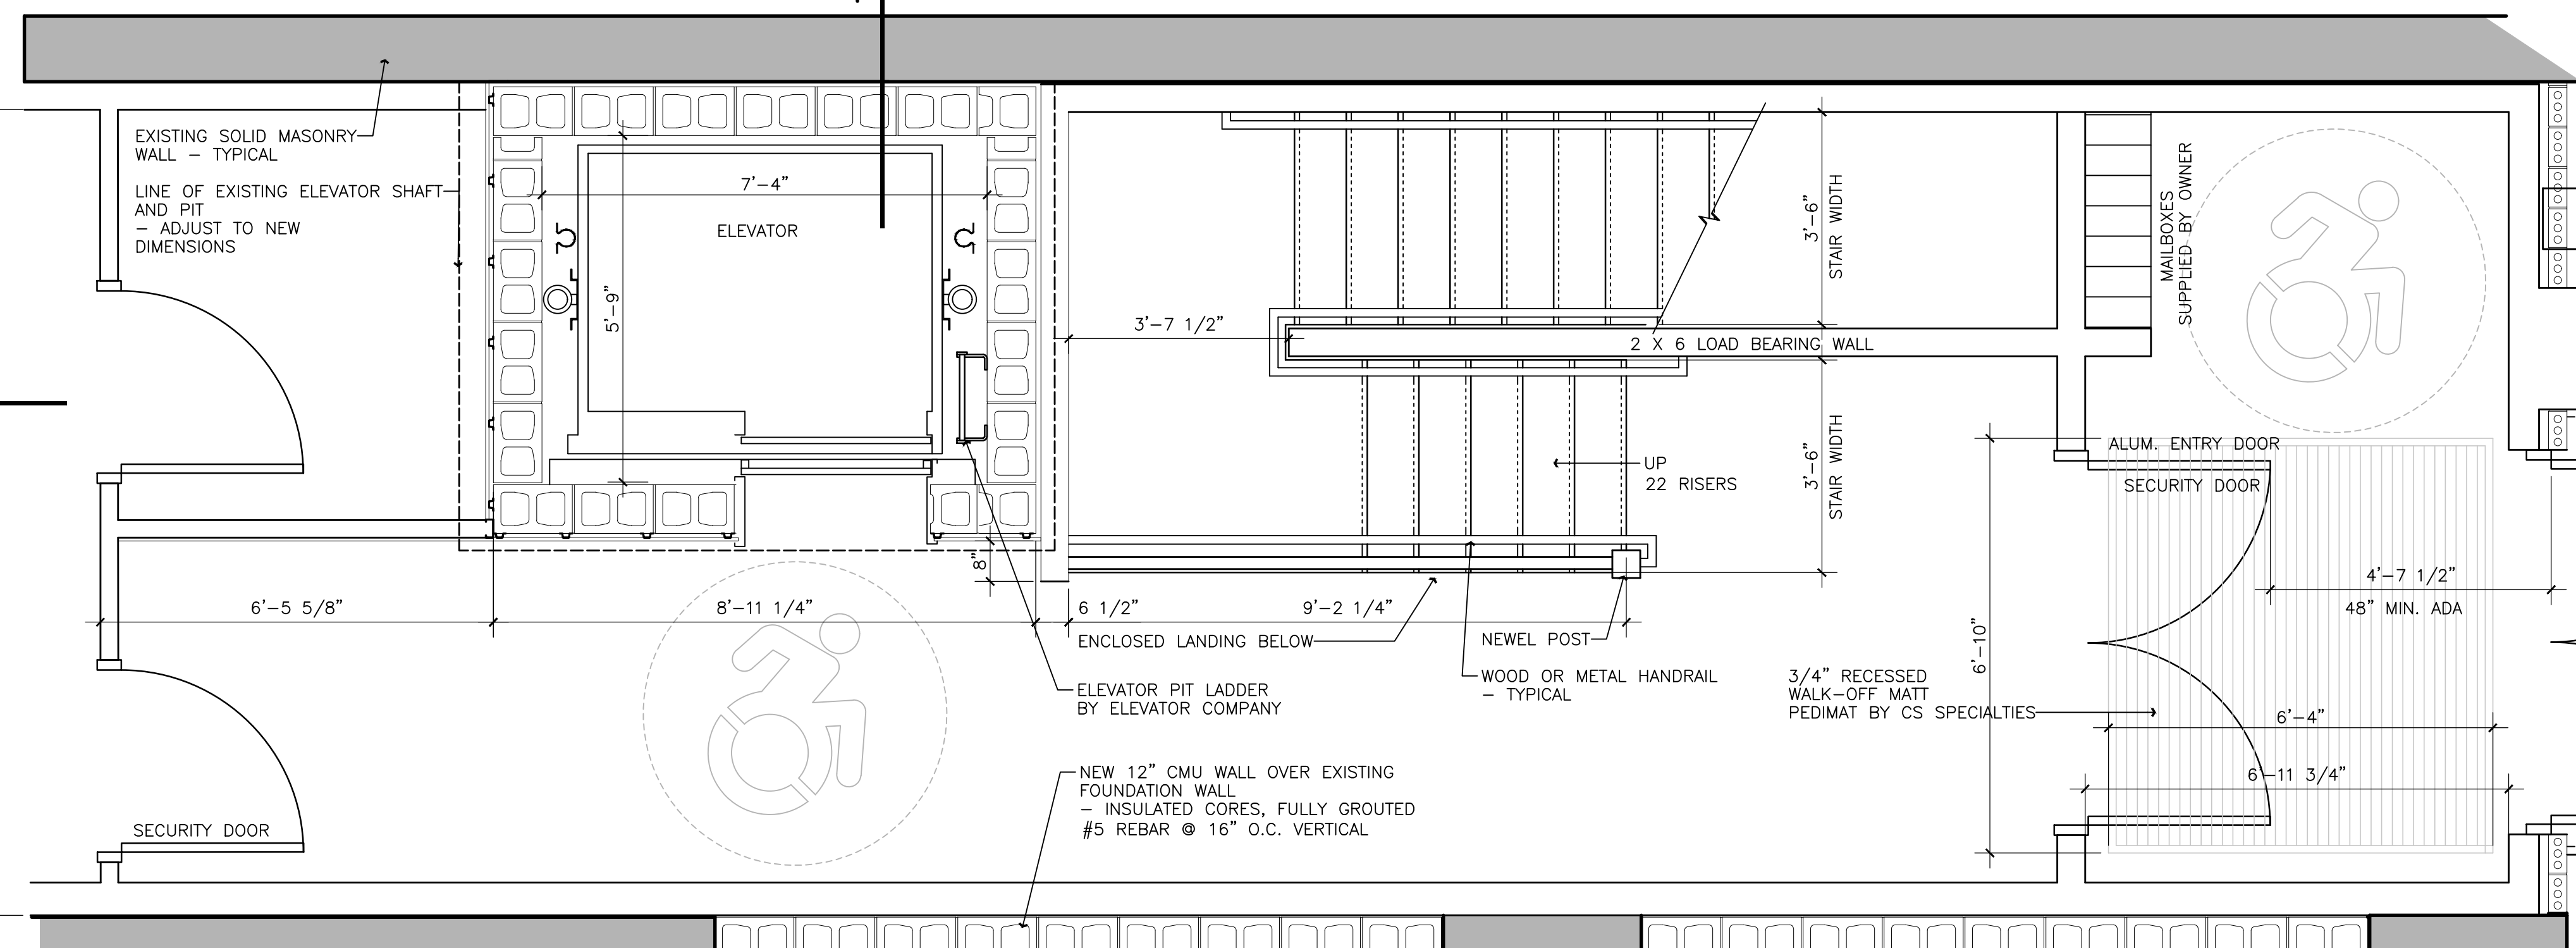 EXISTING SOLID MASONRY
WALL – TYPICAL
LINE OF EXISTING ELEVATOR SHAFT
AND PIT
– ADJUST TO NEW
DIMENSIONS
7'-4"
ELEVATOR
5'-9"
3'-7 1/2"
3'-6"
STAIR WIDTH
2 X 6 LOAD BEARING WALL
3'-6"
STAIR WIDTH
UP
22 RISERS
MAILBOXES
SUPPLIED BY OWNER
ALUM. ENTRY DOOR
SECURITY DOOR
4'-7 1/2"
48" MIN. ADA
6'-5 5/8"
8'-11 1/4"
8"
6 1/2"
9'-2 1/4"
ENCLOSED LANDING BELOW
NEWEL POST
WOOD OR METAL HANDRAIL
– TYPICAL
ELEVATOR PIT LADDER
BY ELEVATOR COMPANY
6'-10"
3/4" RECESSED
WALK-OFF MATT
PEDIMAT BY CS SPECIALTIES
6'-4"
6'-11 3/4"
NEW 12" CMU WALL OVER EXISTING
FOUNDATION WALL
– INSULATED CORES, FULLY GROUTED
#5 REBAR @ 16" O.C. VERTICAL
SECURITY DOOR